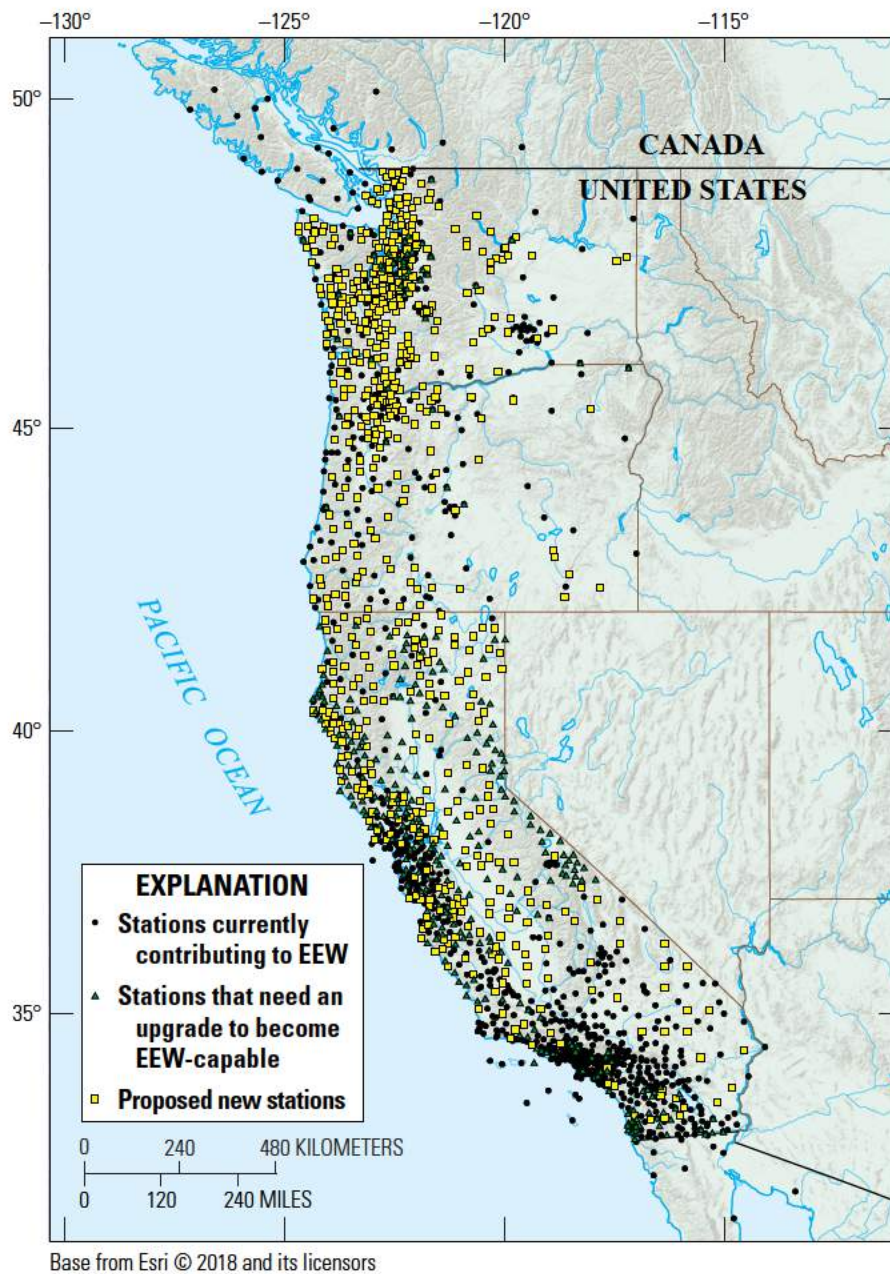 –130°
–125°
–120°
–115°
50°
CANADA
UNITED STATES
45°
PACIFIC OCEAN
40°
EXPLANATION
Stations currently
contributing to EEW
Stations that need an
upgrade to become
EEW-capable
Proposed new stations
35°
0 240 480 KILOMETERS
0 120 240 MILES
Base from Esri © 2018 and its licensors